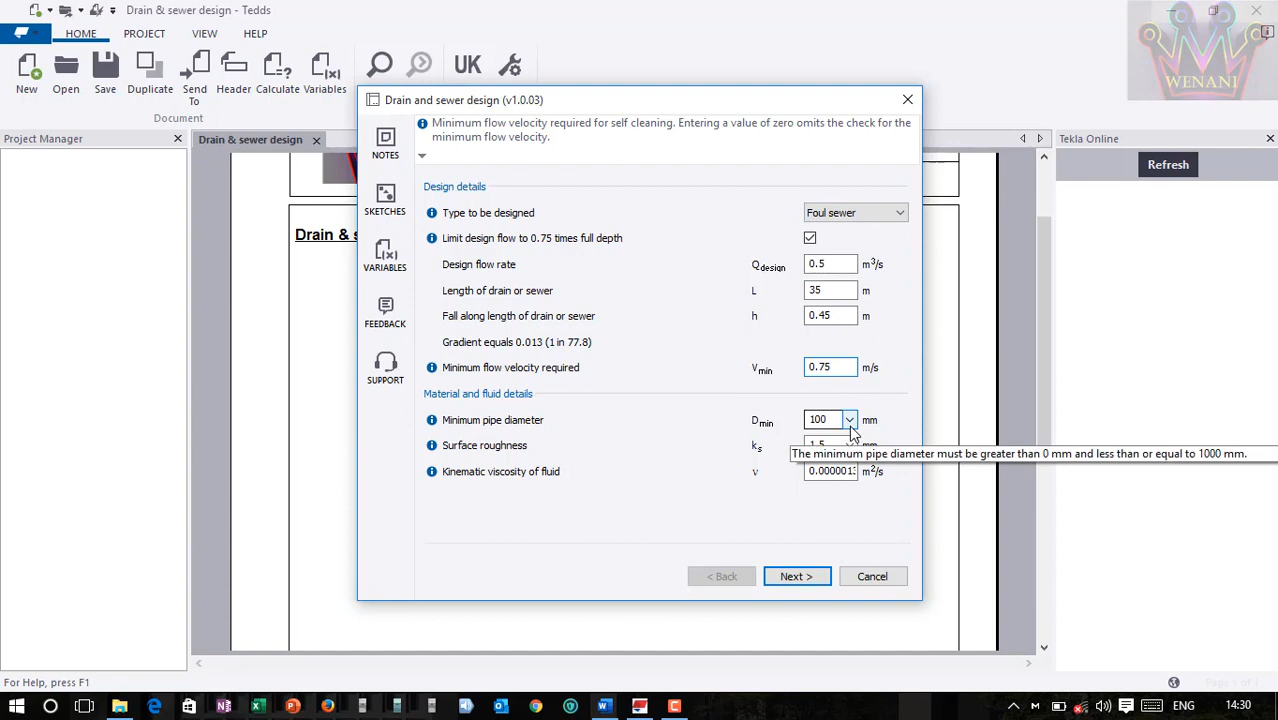 Drain & sewer design - Tedds
HOME PROJECT VIEW HELP
New Open Save Duplicate Send To Header Calculate Variables UK
Document
WENANI
Project Manager
Drain & sewer design
Tekla Online
Refresh
Drain & s
Drain and sewer design (v1.0.03)
Minimum flow velocity required for self cleaning. Entering a value of zero omits the check for the
minimum flow velocity.
NOTES
SKETCHES
VARIABLES
FEEDBACK
SUPPORT
Design details
Type to be designed Foul sewer
Limit design flow to 0.75 times full depth
Design flow rate Qdesign 0.5 m³/s
Length of drain or sewer L 35 m
Fall along length of drain or sewer h 0.45 m
Gradient equals 0.013 (1 in 77.8)
Minimum flow velocity required Vmin 0.75 m/s
Material and fluid details
Minimum pipe diameter Dmin 100 mm
Surface roughness ks
The minimum pipe diameter must be greater than 0 mm and less than or equal to 1000 mm.
Kinematic viscosity of fluid ν 0.000001 m²/s
< Back Next > Cancel
For Help, press F1
ENG 14:30